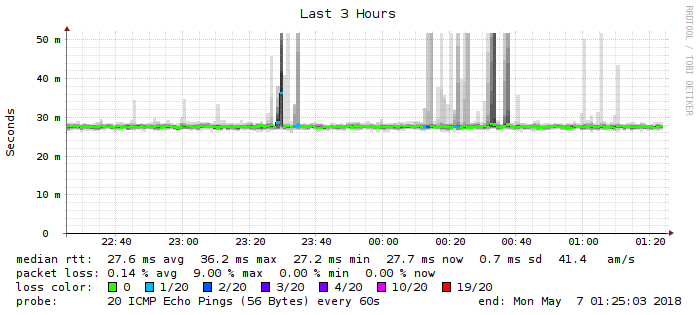 Last 3 Hours
RRDTOOL / TOBI OETIKER
Seconds
50 m
40 m
30 m
20 m
10 m
0
22:40 23:00 23:20 23:40 00:00 00:20 00:40 01:00 01:20
median rtt: 27.6 ms avg 36.2 ms max 27.2 ms min 27.7 ms now 0.7 ms sd 41.4 am/s
packet loss: 0.14 % avg 9.00 % max 0.00 % min 0.00 % now
loss color: 0 1/20 2/20 3/20 4/20 10/20 19/20
probe: 20 ICMP Echo Pings (56 Bytes) every 60s end: Mon May 7 01:25:03 2018